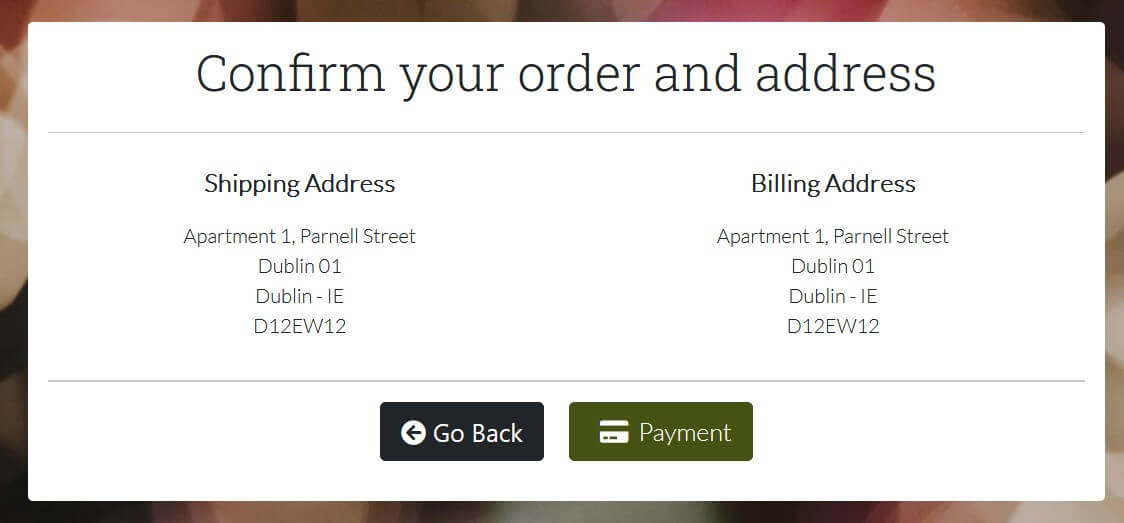 Confirm your order and address
Shipping Address
Apartment 1, Parnell Street
Dublin 01
Dublin - IE
D12EW12
Billing Address
Apartment 1, Parnell Street
Dublin 01
Dublin - IE
D12EW12
Go Back
Payment